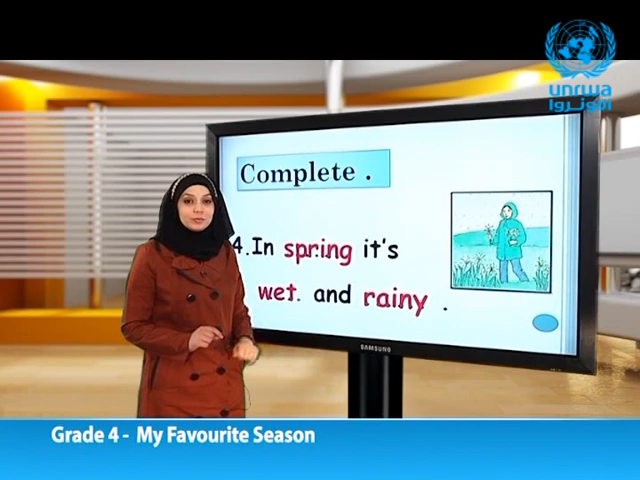 unrwa
الأونروا
Complete .
4. In spring it's
wet and rainy .
SAMSUNG
Grade 4 - My Favourite Season